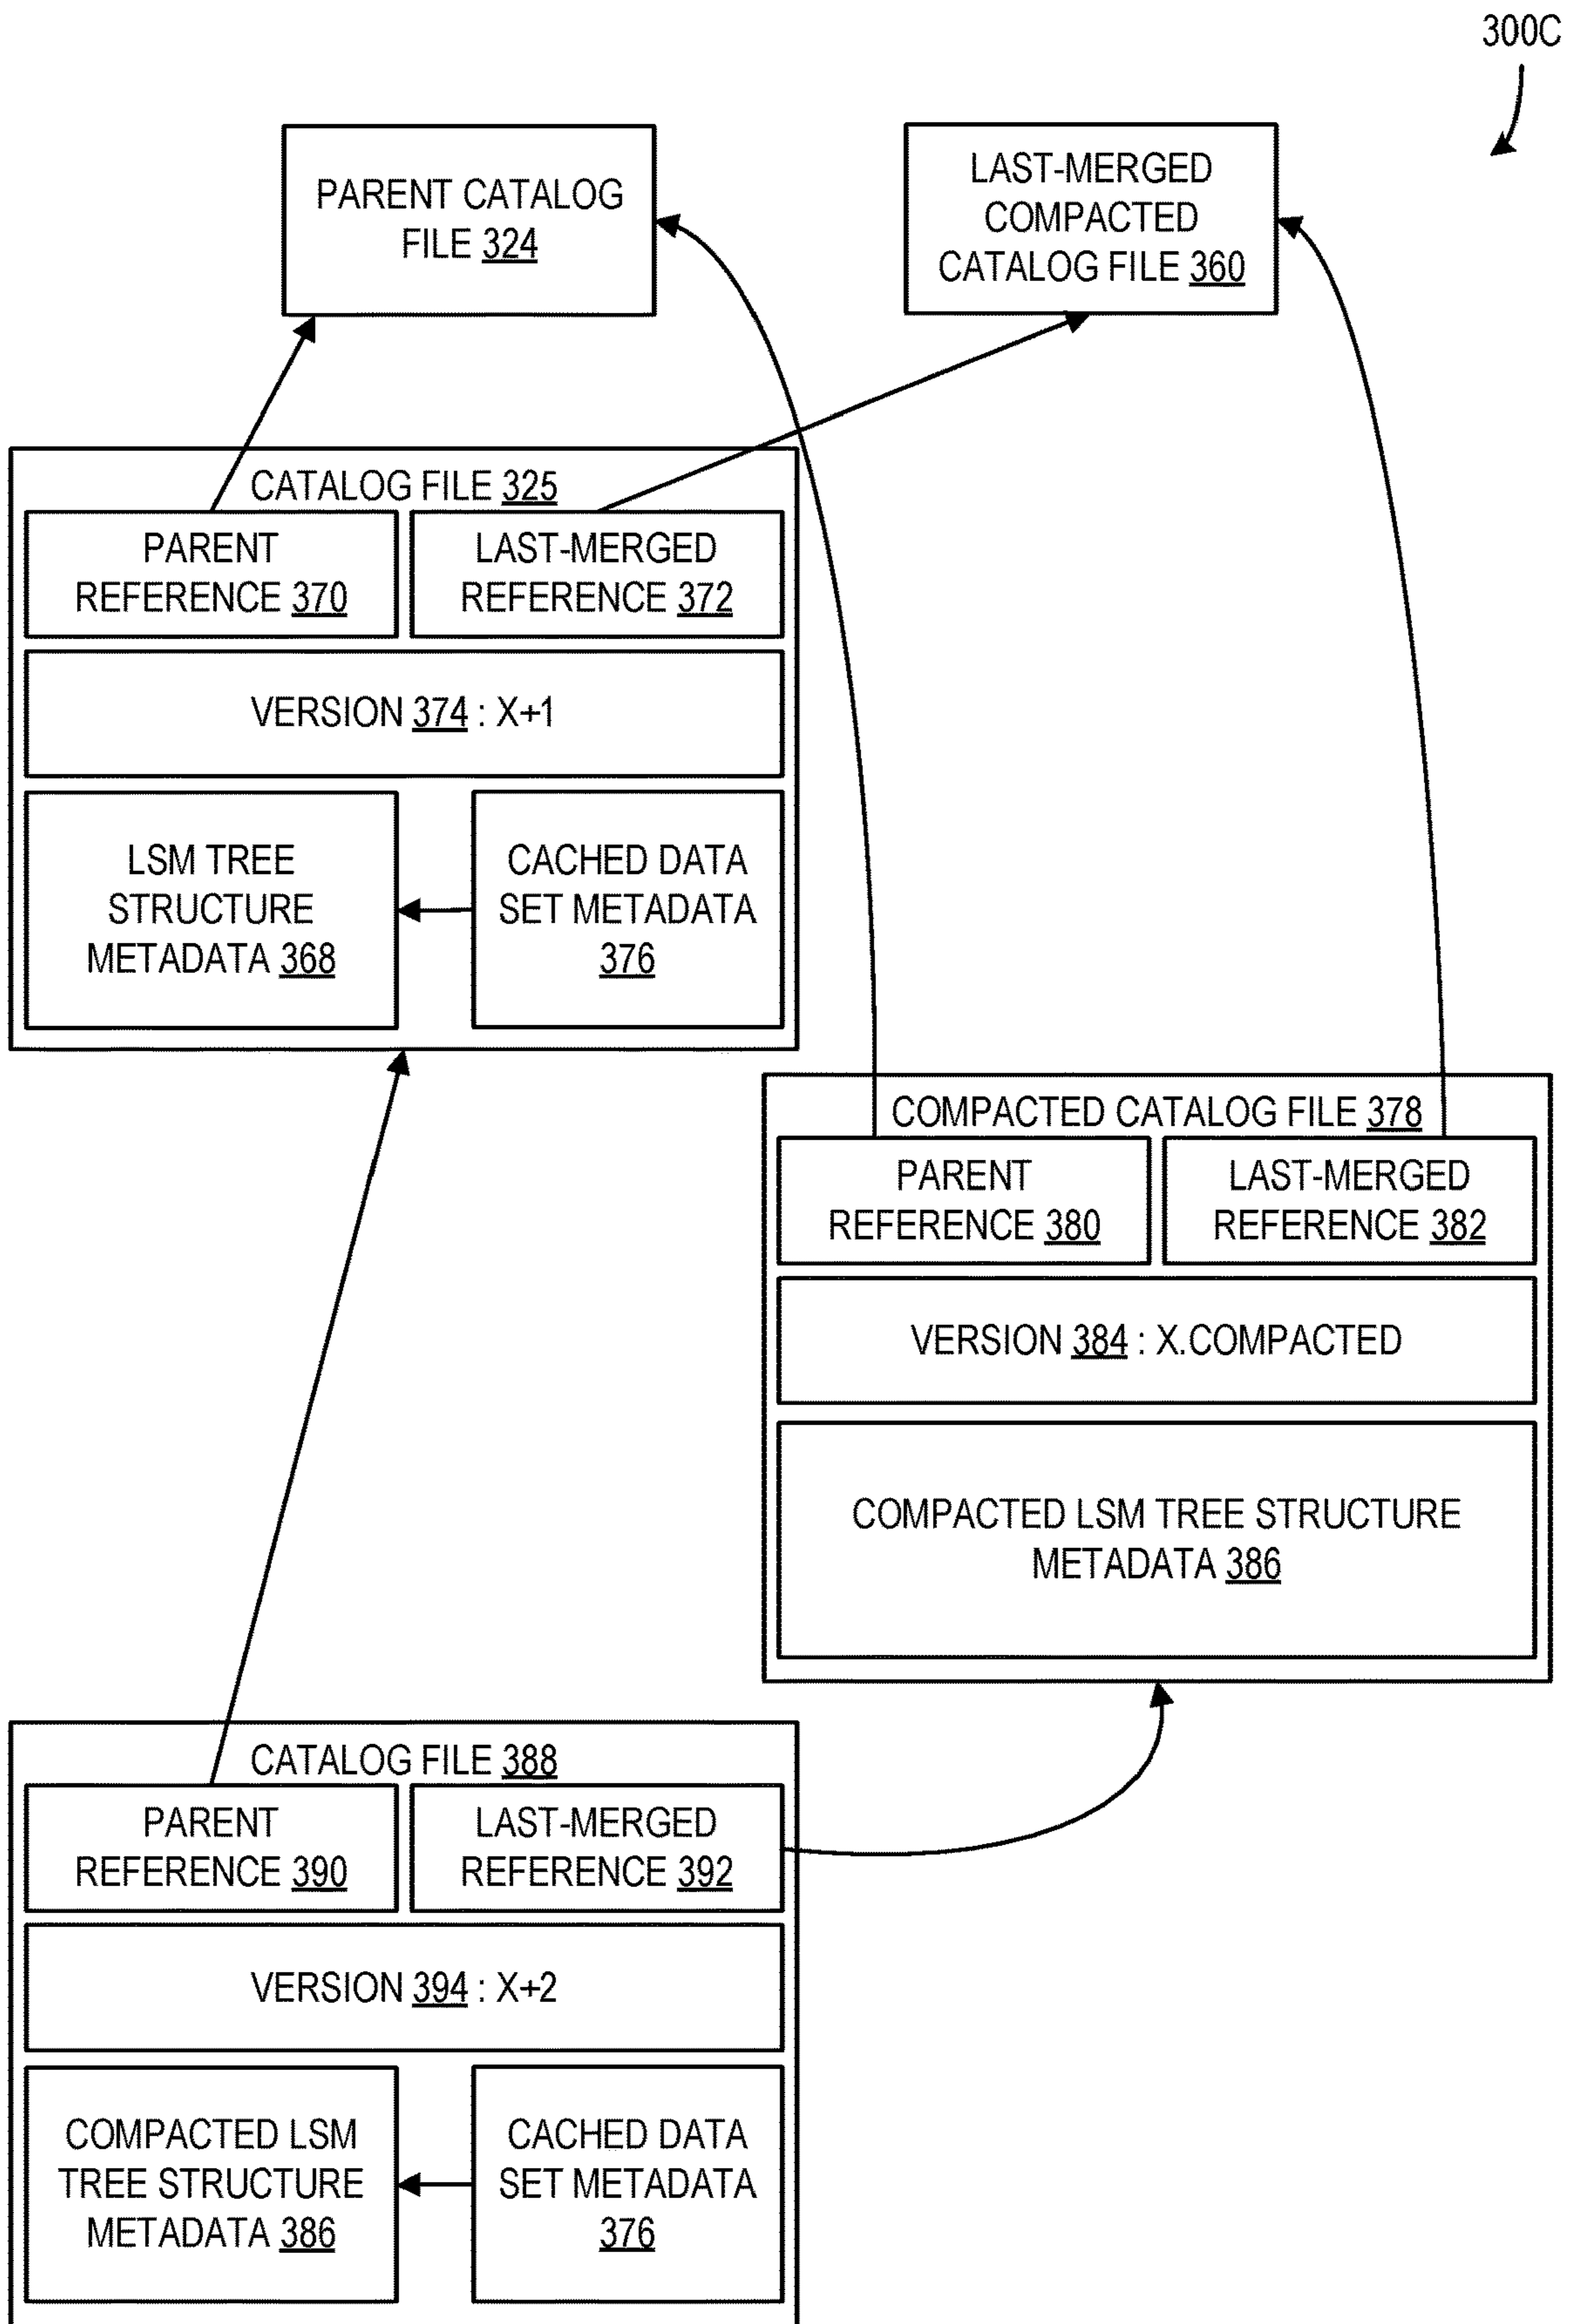 300C
PARENT CATALOG
FILE 324
LAST-MERGED
COMPACTED
CATALOG FILE 360
CATALOG FILE 325
PARENT
REFERENCE 370
LAST-MERGED
REFERENCE 372
VERSION 374 : X+1
LSM TREE
STRUCTURE
METADATA 368
CACHED DATA
SET METADATA
376
COMPACTED CATALOG FILE 378
PARENT
REFERENCE 380
LAST-MERGED
REFERENCE 382
VERSION 384 : X.COMPACTED
COMPACTED LSM TREE STRUCTURE
METADATA 386
CATALOG FILE 388
PARENT
REFERENCE 390
LAST-MERGED
REFERENCE 392
VERSION 394 : X+2
COMPACTED LSM
TREE STRUCTURE
METADATA 386
CACHED DATA
SET METADATA
376